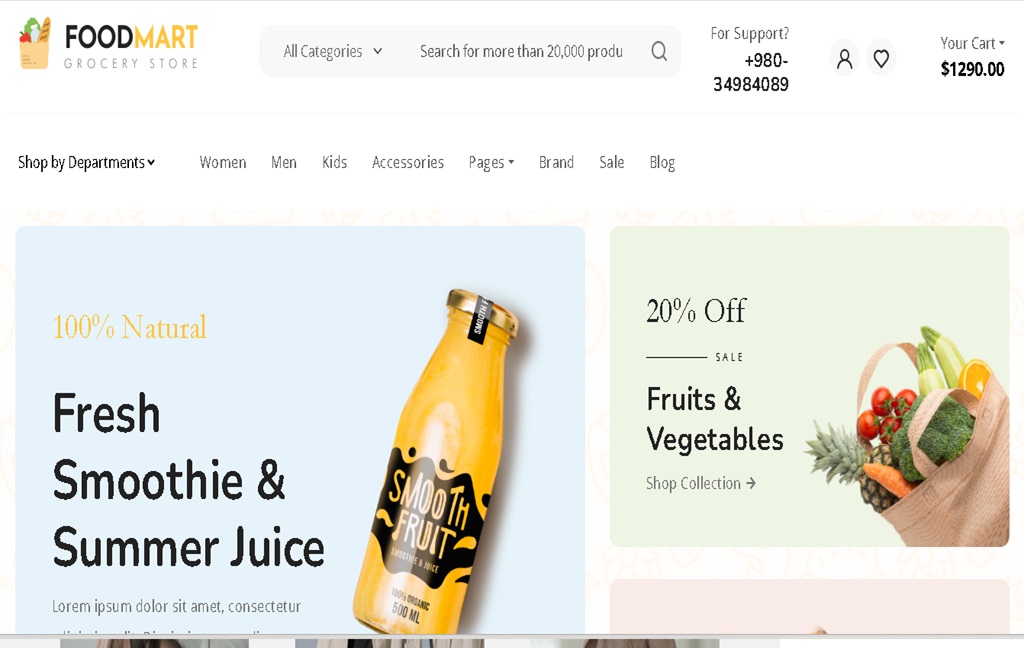 FOODMART
GROCERY STORE
All Categories
Search for more than 20,000 produ
For Support?
+980-
34984089
Your Cart
$1290.00
Shop by Departments
Women
Men
Kids
Accessories
Pages
Brand
Sale
Blog
100% Natural
Fresh
Smoothie &
Summer Juice
Lorem ipsum dolor sit amet, consectetur
SMOOTH F
SMOOTH
FRUIT
SMOOTHIE & JUICE
100% ORGANIC
500 ML
20% Off
SALE
Fruits &
Vegetables
Shop Collection →